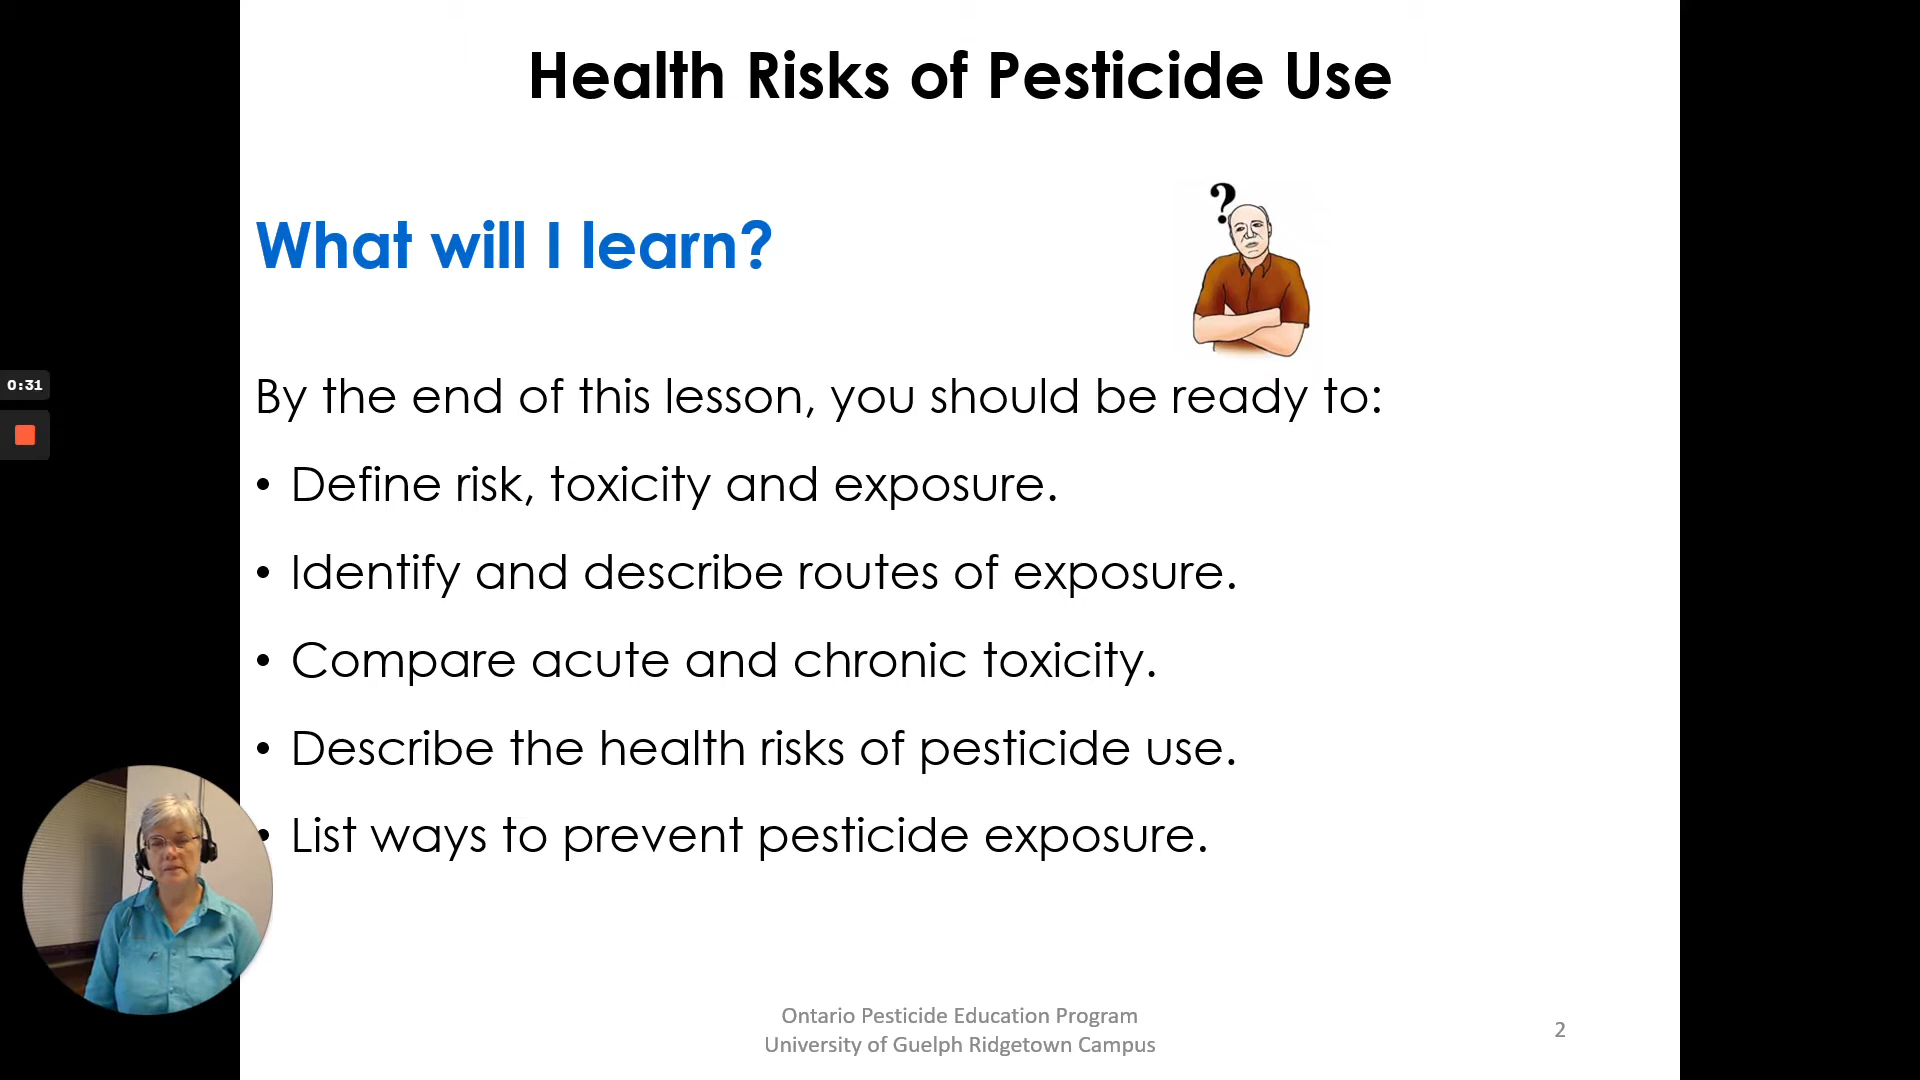 Health Risks of Pesticide Use
?
What will I learn?
By the end of this lesson, you should be ready to:
0:31
• Define risk, toxicity and exposure.
• Identify and describe routes of exposure.
• Compare acute and chronic toxicity.
• Describe the health risks of pesticide use.
• List ways to prevent pesticide exposure.
Ontario Pesticide Education Program
University of Guelph Ridgetown Campus
2